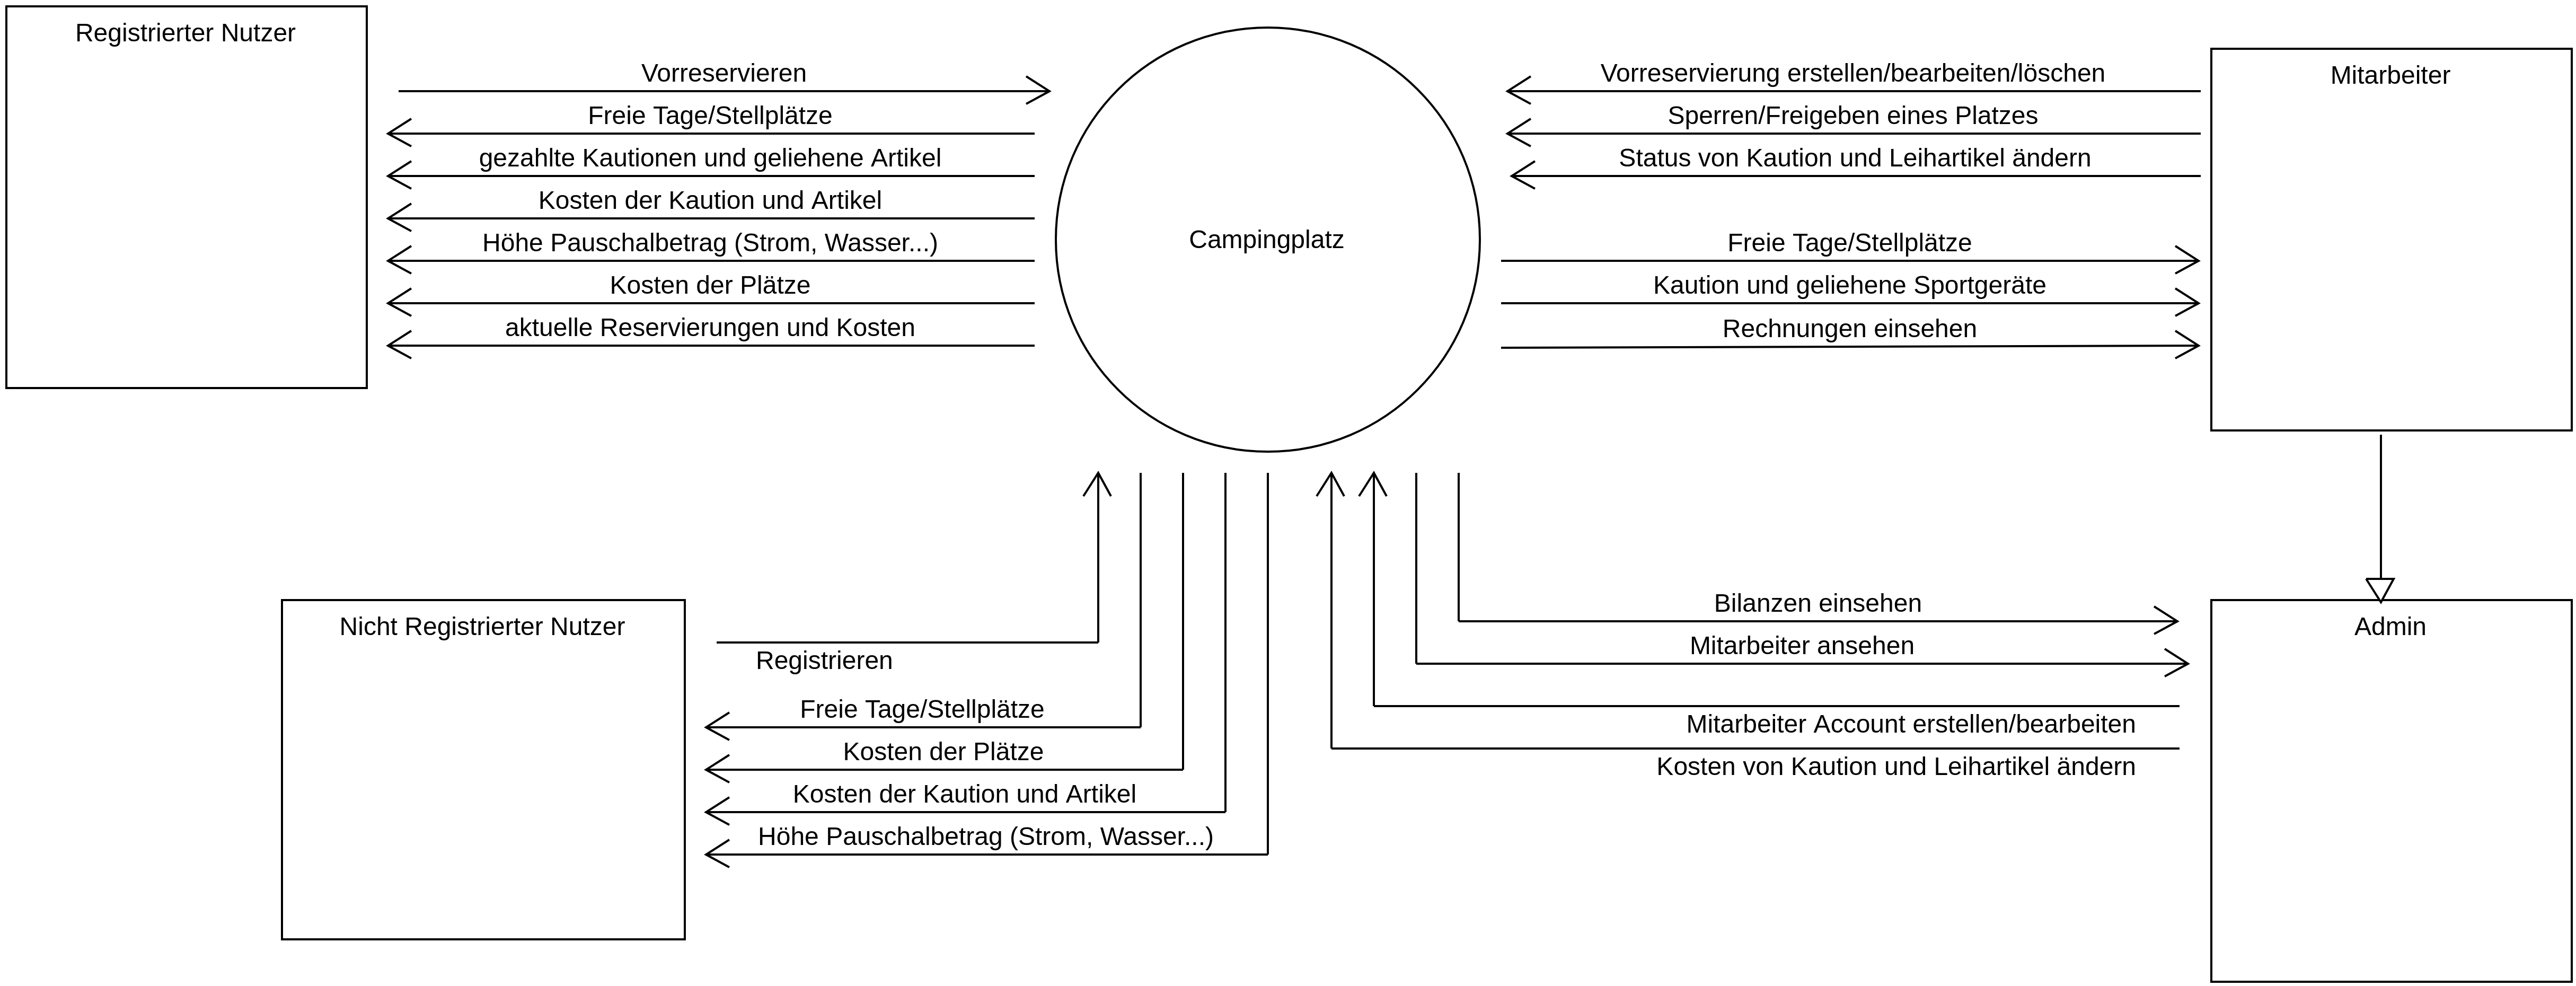 Registrierter Nutzer
Vorreservieren
Freie Tage/Stellplätze
gezahlte Kautionen und geliehene Artikel
Kosten der Kaution und Artikel
Höhe Pauschalbetrag (Strom, Wasser...)
Kosten der Plätze
aktuelle Reservierungen und Kosten
Campingplatz
Vorreservierung erstellen/bearbeiten/löschen
Sperren/Freigeben eines Platzes
Status von Kaution und Leihartikel ändern
Freie Tage/Stellplätze
Kaution und geliehene Sportgeräte
Rechnungen einsehen
Mitarbeiter
Nicht Registrierter Nutzer
Registrieren
Freie Tage/Stellplätze
Kosten der Plätze
Kosten der Kaution und Artikel
Höhe Pauschalbetrag (Strom, Wasser...)
Bilanzen einsehen
Mitarbeiter ansehen
Mitarbeiter Account erstellen/bearbeiten
Kosten von Kaution und Leihartikel ändern
Admin